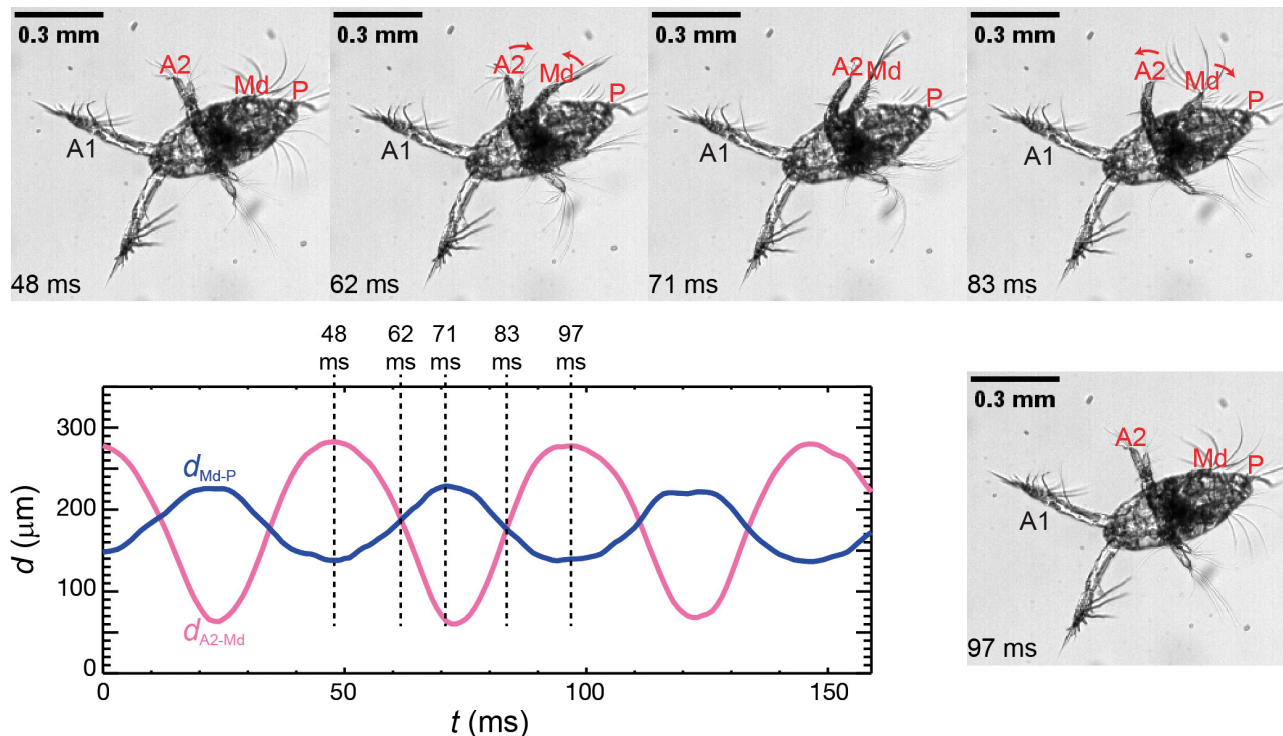 0.3 mm
A2
Md
P
A1
48 ms
0.3 mm
A2
Md
P
A1
62 ms
0.3 mm
A2
Md
P
A1
71 ms
0.3 mm
A2
Md
P
A1
83 ms
48 ms
62 ms
71 ms
83 ms
97 ms
300
200
100
0
d (μm)
dMd-P
dA2-Md
0
50
100
150
t (ms)
0.3 mm
A2
Md
P
A1
97 ms